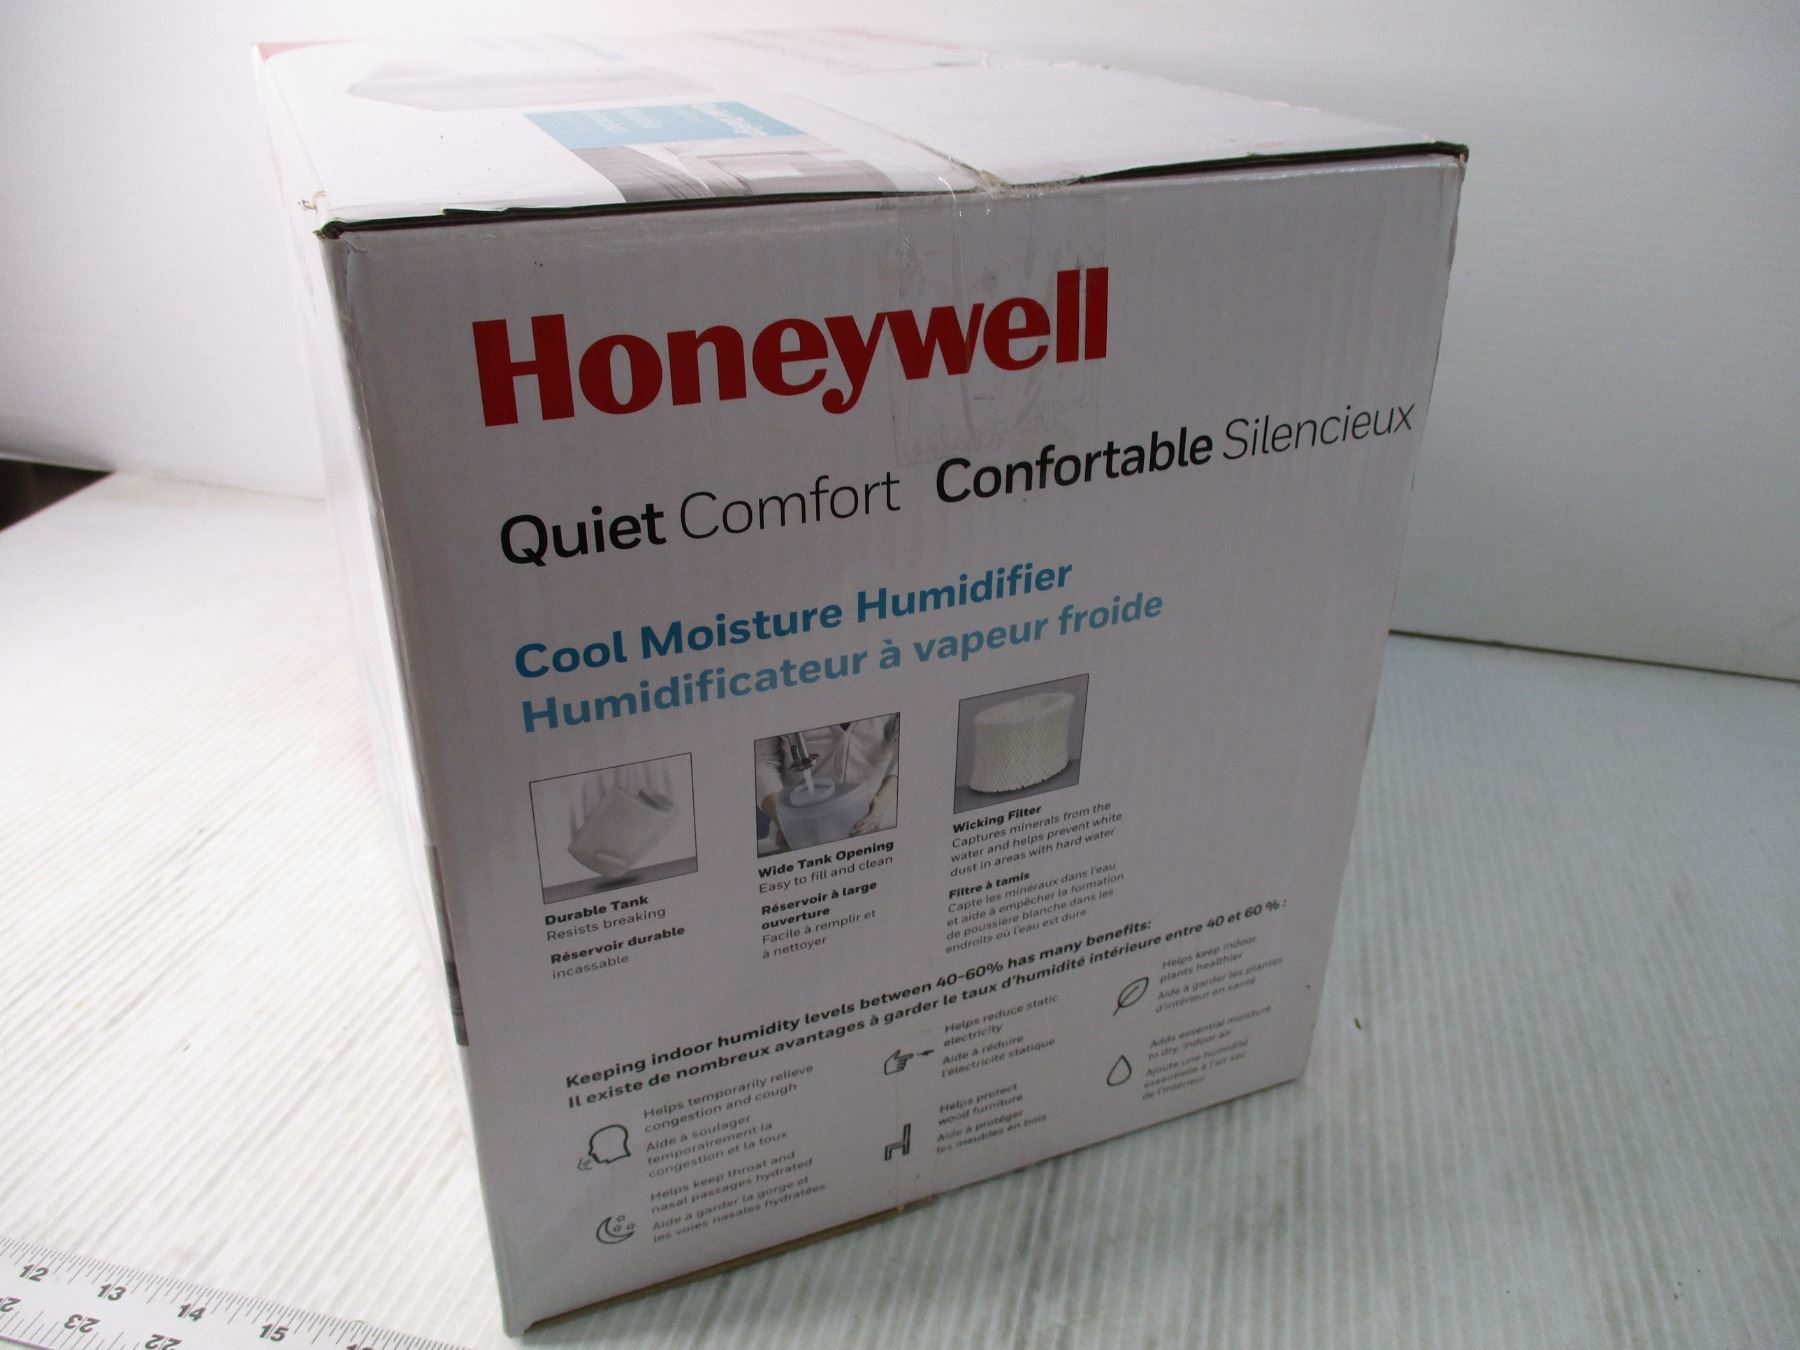 Honeywell
Quiet Comfort Confortable Silencieux
Cool Moisture Humidifier
Humidificateur à vapeur froide
Durable Tank
Resists breaking
Réservoir durable
incassable
Wide Tank Opening
Easy to fill and clean
Réservoir à large
ouverture
Facile à remplir et
à nettoyer
Wicking Filter
Captures minerals from the
water and helps prevent white
dust in areas with hard water
Filtre à tamis
Capte les minéraux dans l'eau
et aide à empêcher la formation
de poussière blanche dans les
endroits où l'eau est dure
Keeping indoor humidity levels between 40-60% has many benefits:
Il existe de nombreux avantages à garder le taux d'humidité intérieure entre 40 et 60 % :
Helps temporarily relieve
congestion and cough
Aide à soulager
temporairement la
congestion et la toux
Helps keep throat and
nasal passages hydrated
Aide à garder la gorge et
les voies nasales hydratées
Helps reduce static
electricity
Aide à réduire
l'électricité statique
Helps protect
wood furniture
Aide à protéger
les meubles en bois
Helps keep indoor
plants healthier
Aide à garder les plantes
d'intérieur en santé
Adds essential moisture
to dry, indoor air
Ajoute une humidité
essentielle à l'air sec
de l'intérieur
12 13 14 15
23 22